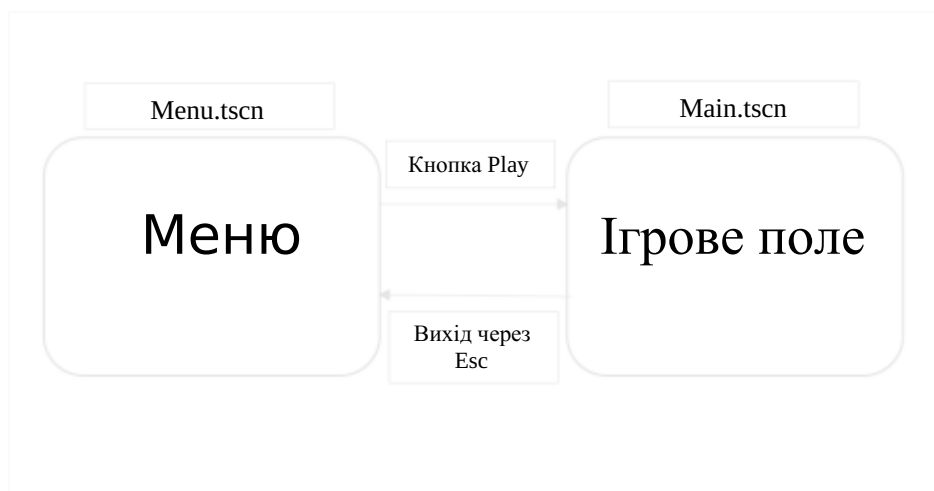 Menu.tscn
Main.tscn
Кнопка Play
Меню
Ігрове поле
Вихід через
Esc